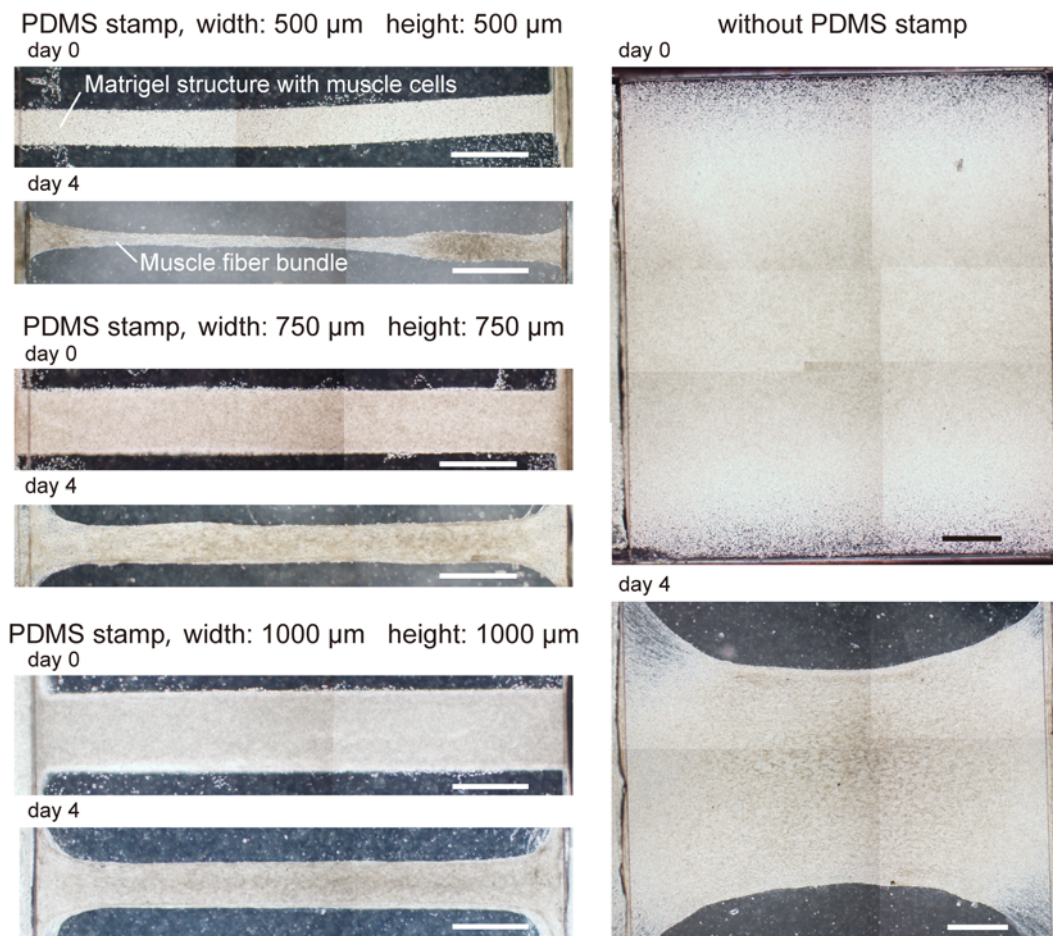 PDMS stamp, width: 500 µm height: 500 µm
day 0
Matrigel structure with muscle cells
day 4
Muscle fiber bundle
PDMS stamp, width: 750 µm height: 750 µm
day 0
day 4
PDMS stamp, width: 1000 µm height: 1000 µm
day 0
day 4
without PDMS stamp
day 0
day 4